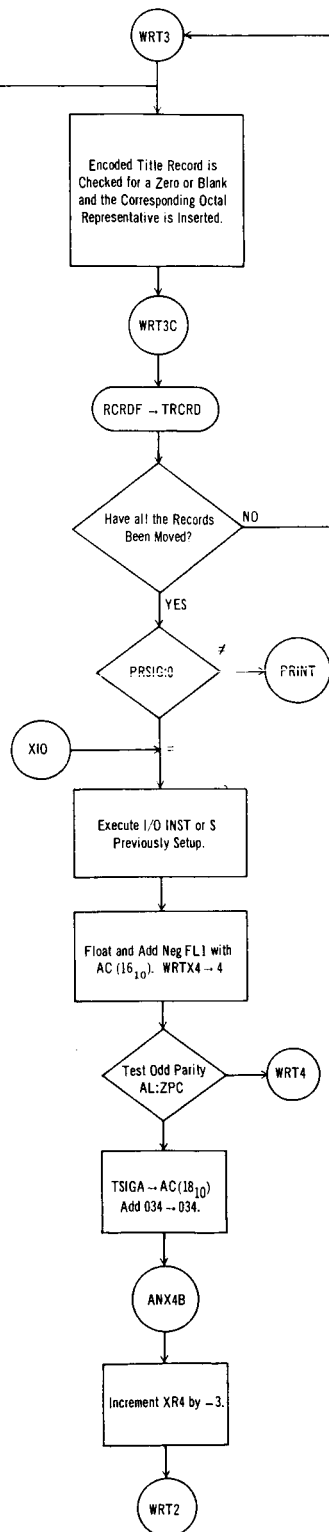 WRT3
Encoded Title Record is
Checked for a Zero or Blank
and the Corresponding Octal
Representative is Inserted.
WRT3C
RCRDF → TRCRD
Have all the Records
Been Moved?
NO
YES
PRSIG:0
≠
PRINT
XIO
=
Execute I/O INST or S
Previously Setup.
Float and Add Neg FL1 with
AC (16₁₀). WRTX4 → 4
Test Odd Parity
AL:ZPC
WRT4
TSIGA → AC(18₁₀)
Add 034 → 034.
ANX4B
Increment XR4 by −3.
WRT2